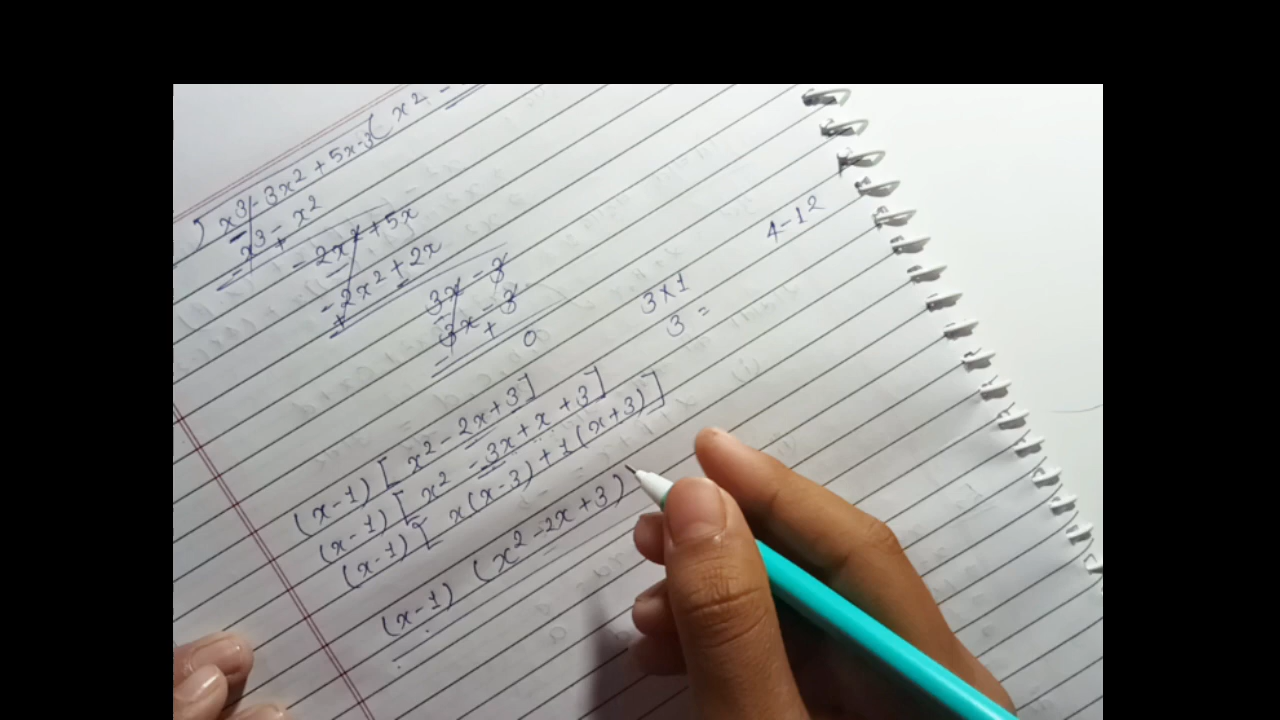 ) x3 - 3x2 + 5x - 3 ( x2 -
- x3 - x2
+
- 2x2 + 5x
- 2x2 + 2x
+
3x - 3
3x - 3
- +
0
4 - 12
3 x 1
3 =
(x-1) [ x2 - 2x + 3 ]
(x-1) [ x2 - 3x + x + 3 ]
(x-1) [ x(x-3) + 1(x+3) ]
(x-1) (x2 - 2x + 3)